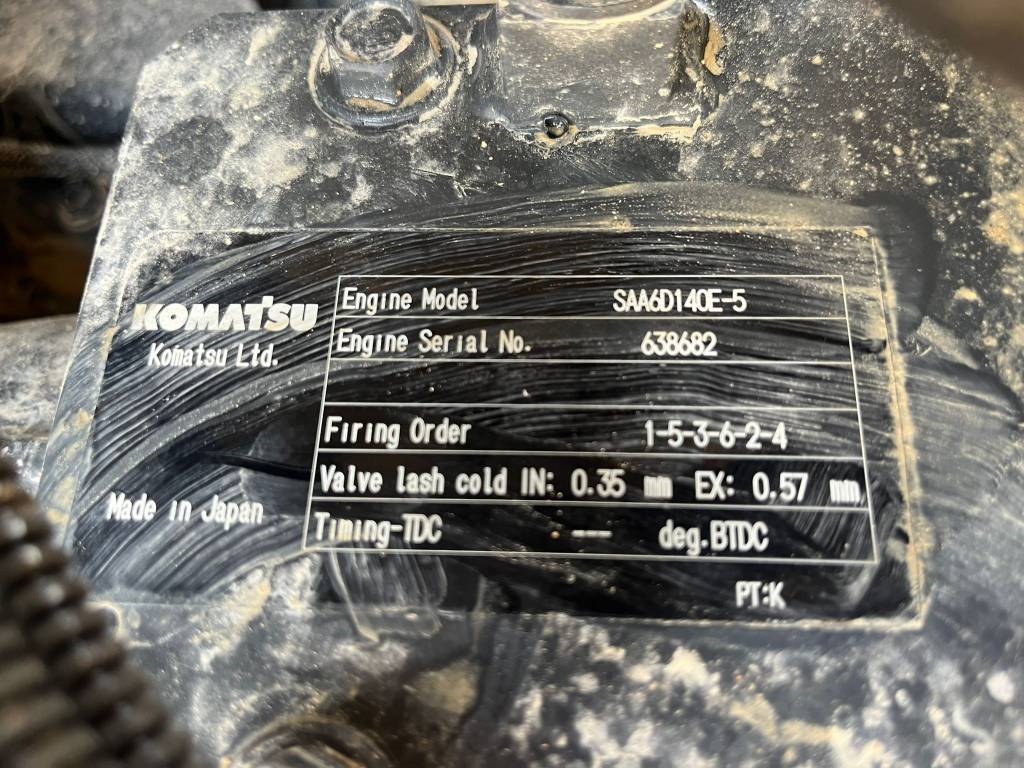 KOMATSU
Komatsu Ltd.
Engine Model SAA6D140E-5
Engine Serial No. 638682
Firing Order 1-5-3-6-2-4
Valve lash cold IN: 0.35 mm EX: 0.57 mm
Timing-TDC --- deg.BTDC
Made in Japan
PT:K